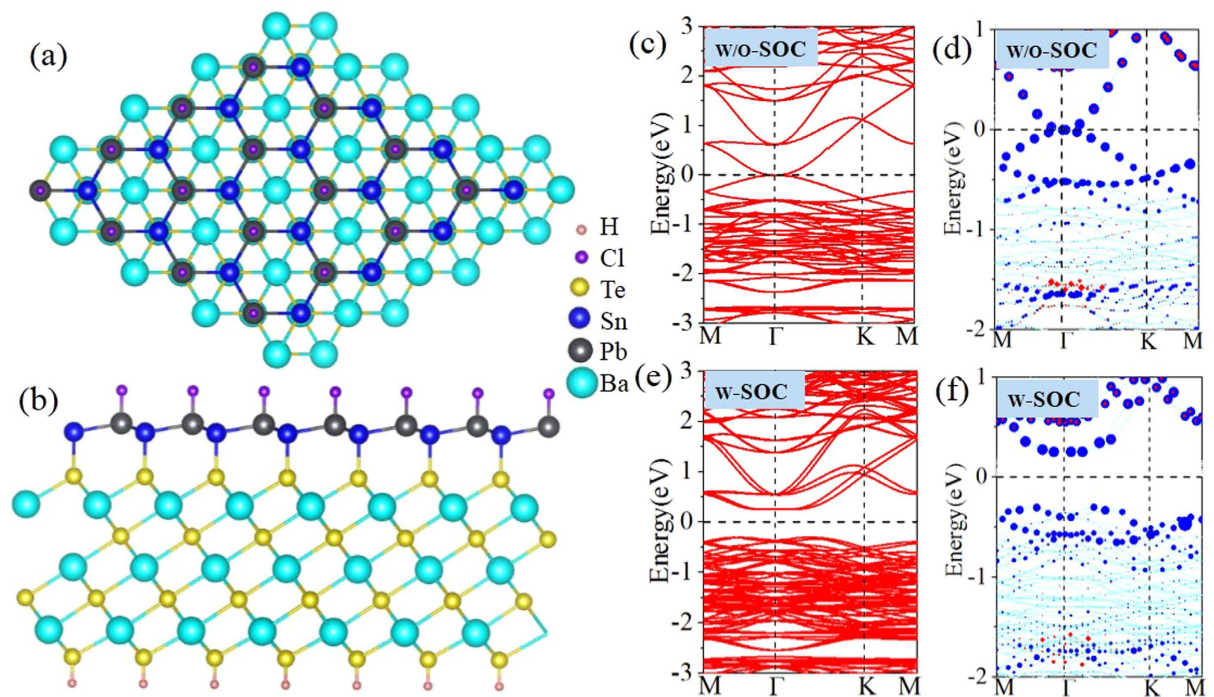 (a)
H
Cl
Te
Sn
Pb
Ba
(b)
(c)
w/o-SOC
Energy(eV)
3
2
1
0
-1
-2
-3
M Γ K M
(d)
w/o-SOC
Energy(eV)
1
0
-1
-2
M Γ K M
(e)
w-SOC
Energy(eV)
3
2
1
0
-1
-2
-3
M Γ K M
(f)
w-SOC
Energy(eV)
1
0
-1
-2
M Γ K M